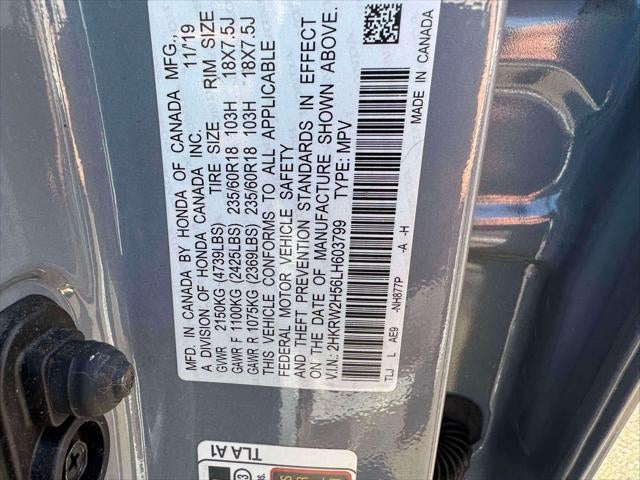 MFD. IN CANADA BY HONDA OF CANADA MFG.,
A DIVISION OF HONDA CANADA INC. 11/'19
GVWR 2150KG (4739LBS) TIRE SIZE RIM SIZE
GAWR F 1100KG (2425LBS) 235/60R18 103H 18X7.5J
GAWR R 1075KG (2369LBS) 235/60R18 103H 18X7.5J
THIS VEHICLE CONFORMS TO ALL APPLICABLE
FEDERAL MOTOR VEHICLE SAFETY
AND THEFT PREVENTION STANDARDS IN EFFECT
ON THE DATE OF MANUFACTURE SHOWN ABOVE.
V.I.N.: 2HKRW2H56LH603799 TYPE: MPV
TLJ L AE9 -NH877P -A -H
MADE IN CANADA
TLA A1